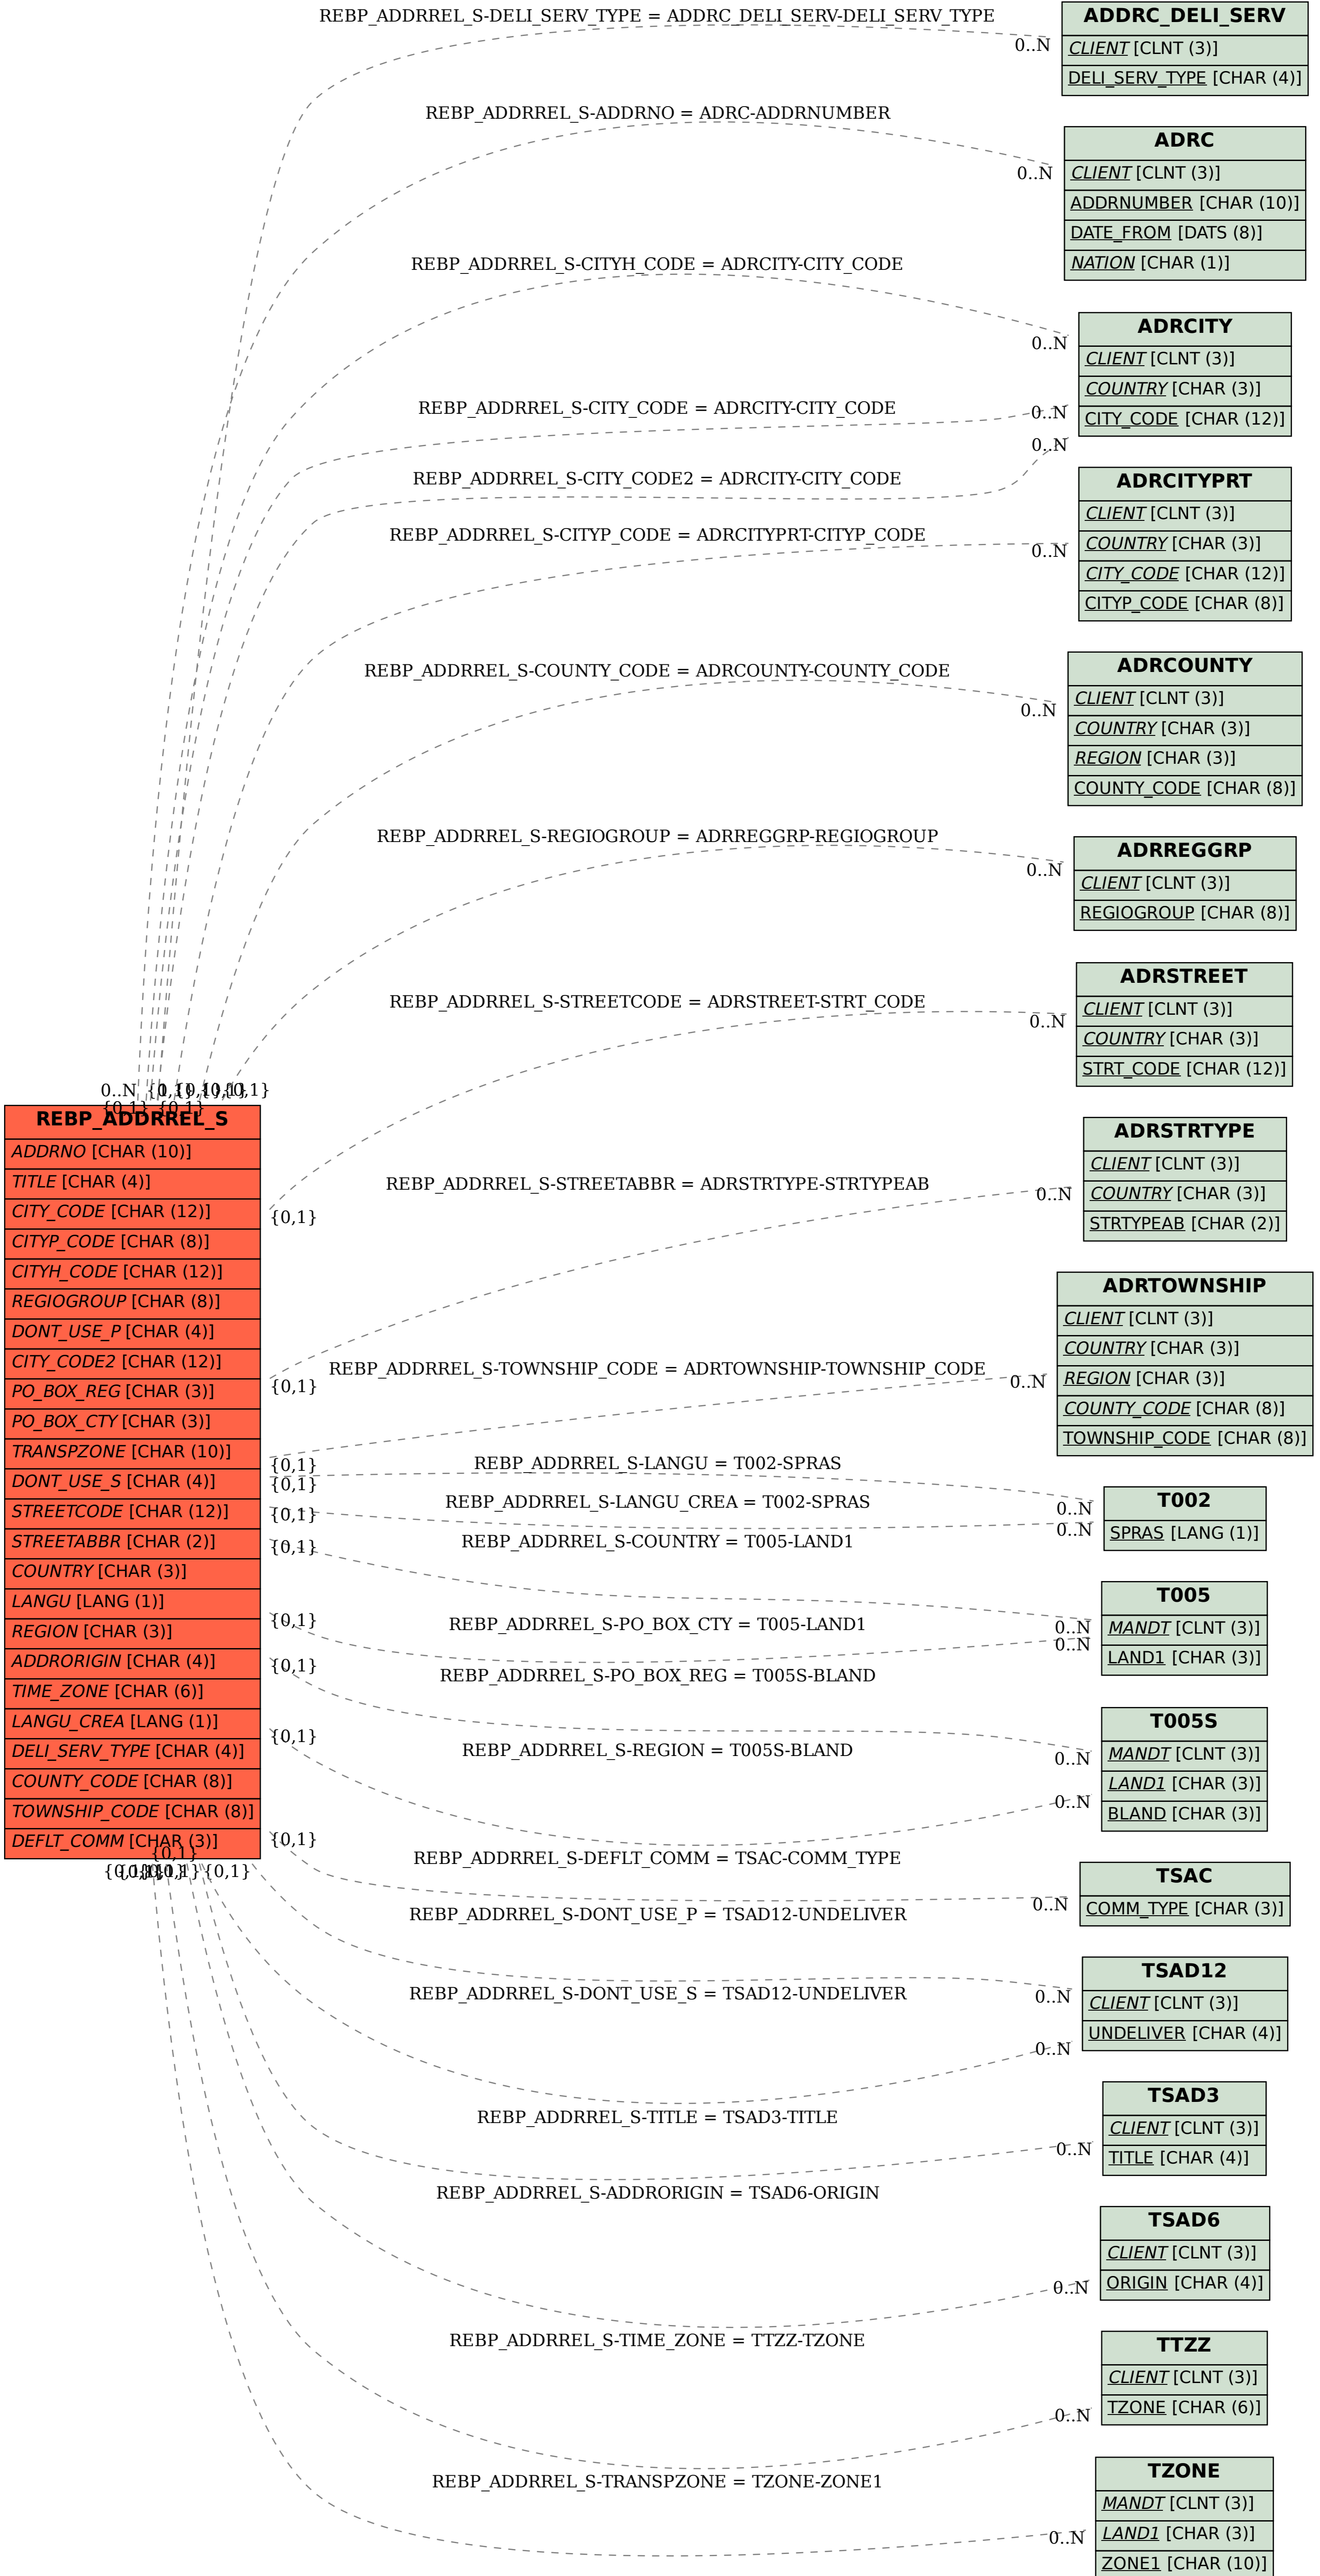 REBP_ADDRREL_S-DELI_SERV_TYPE = ADDRC_DELI_SERV-DELI_SERV_TYPE
0..N
ADDRC_DELI_SERV
CLIENT [CLNT (3)]
DELI_SERV_TYPE [CHAR (4)]
REBP_ADDRREL_S-ADDRNO = ADRC-ADDRNUMBER
0..N
ADRC
CLIENT [CLNT (3)]
ADDRNUMBER [CHAR (10)]
DATE_FROM [DATS (8)]
NATION [CHAR (1)]
REBP_ADDRREL_S-CITYH_CODE = ADRCITY-CITY_CODE
0..N
REBP_ADDRREL_S-CITY_CODE = ADRCITY-CITY_CODE
0..N
REBP_ADDRREL_S-CITY_CODE2 = ADRCITY-CITY_CODE
0..N
ADRCITY
CLIENT [CLNT (3)]
COUNTRY [CHAR (3)]
CITY_CODE [CHAR (12)]
REBP_ADDRREL_S-CITYP_CODE = ADRCITYPRT-CITYP_CODE
0..N
ADRCITYPRT
CLIENT [CLNT (3)]
COUNTRY [CHAR (3)]
CITY_CODE [CHAR (12)]
CITYP_CODE [CHAR (8)]
REBP_ADDRREL_S-COUNTY_CODE = ADRCOUNTY-COUNTY_CODE
0..N
ADRCOUNTY
CLIENT [CLNT (3)]
COUNTRY [CHAR (3)]
REGION [CHAR (3)]
COUNTY_CODE [CHAR (8)]
REBP_ADDRREL_S-REGIOGROUP = ADRREGGRP-REGIOGROUP
0..N
ADRREGGRP
CLIENT [CLNT (3)]
REGIOGROUP [CHAR (8)]
REBP_ADDRREL_S-STREETCODE = ADRSTREET-STRT_CODE
0..N
ADRSTREET
CLIENT [CLNT (3)]
COUNTRY [CHAR (3)]
STRT_CODE [CHAR (12)]
0..N
{0,1}
{0,1}
REBP_ADDRREL_S
ADDRNO [CHAR (10)]
TITLE [CHAR (4)]
CITY_CODE [CHAR (12)]
CITYP_CODE [CHAR (8)]
CITYH_CODE [CHAR (12)]
REGIOGROUP [CHAR (8)]
DONT_USE_P [CHAR (4)]
CITY_CODE2 [CHAR (12)]
PO_BOX_REG [CHAR (3)]
PO_BOX_CTY [CHAR (3)]
TRANSPZONE [CHAR (10)]
DONT_USE_S [CHAR (4)]
STREETCODE [CHAR (12)]
STREETABBR [CHAR (2)]
COUNTRY [CHAR (3)]
LANGU [LANG (1)]
REGION [CHAR (3)]
ADDRORIGIN [CHAR (4)]
TIME_ZONE [CHAR (6)]
LANGU_CREA [LANG (1)]
DELI_SERV_TYPE [CHAR (4)]
COUNTY_CODE [CHAR (8)]
TOWNSHIP_CODE [CHAR (8)]
DEFLT_COMM [CHAR (3)]
{0,1}
{0,1}
{0,1}
REBP_ADDRREL_S-STREETABBR = ADRSTRTYPE-STRTYPEAB
0..N
{0,1}
ADRSTRTYPE
CLIENT [CLNT (3)]
COUNTRY [CHAR (3)]
STRTYPEAB [CHAR (2)]
{0,1}
REBP_ADDRREL_S-TOWNSHIP_CODE = ADRTOWNSHIP-TOWNSHIP_CODE
0..N
{0,1}
ADRTOWNSHIP
CLIENT [CLNT (3)]
COUNTRY [CHAR (3)]
REGION [CHAR (3)]
COUNTY_CODE [CHAR (8)]
TOWNSHIP_CODE [CHAR (8)]
REBP_ADDRREL_S-LANGU = T002-SPRAS
{0,1}
0..N
REBP_ADDRREL_S-LANGU_CREA = T002-SPRAS
{0,1}
0..N
T002
SPRAS [LANG (1)]
REBP_ADDRREL_S-COUNTRY = T005-LAND1
{0,1}
0..N
REBP_ADDRREL_S-PO_BOX_CTY = T005-LAND1
{0,1}
0..N
T005
MANDT [CLNT (3)]
LAND1 [CHAR (3)]
REBP_ADDRREL_S-PO_BOX_REG = T005S-BLAND
{0,1}
0..N
REBP_ADDRREL_S-REGION = T005S-BLAND
0..N
T005S
MANDT [CLNT (3)]
LAND1 [CHAR (3)]
BLAND [CHAR (3)]
{0,1}
REBP_ADDRREL_S-DEFLT_COMM = TSAC-COMM_TYPE
0..N
TSAC
COMM_TYPE [CHAR (3)]
REBP_ADDRREL_S-DONT_USE_P = TSAD12-UNDELIVER
0..N
REBP_ADDRREL_S-DONT_USE_S = TSAD12-UNDELIVER
0..N
TSAD12
CLIENT [CLNT (3)]
UNDELIVER [CHAR (4)]
REBP_ADDRREL_S-TITLE = TSAD3-TITLE
0..N
TSAD3
CLIENT [CLNT (3)]
TITLE [CHAR (4)]
REBP_ADDRREL_S-ADDRORIGIN = TSAD6-ORIGIN
0..N
TSAD6
CLIENT [CLNT (3)]
ORIGIN [CHAR (4)]
REBP_ADDRREL_S-TIME_ZONE = TTZZ-TZONE
0..N
TTZZ
CLIENT [CLNT (3)]
TZONE [CHAR (6)]
REBP_ADDRREL_S-TRANSPZONE = TZONE-ZONE1
0..N
TZONE
MANDT [CLNT (3)]
LAND1 [CHAR (3)]
ZONE1 [CHAR (10)]